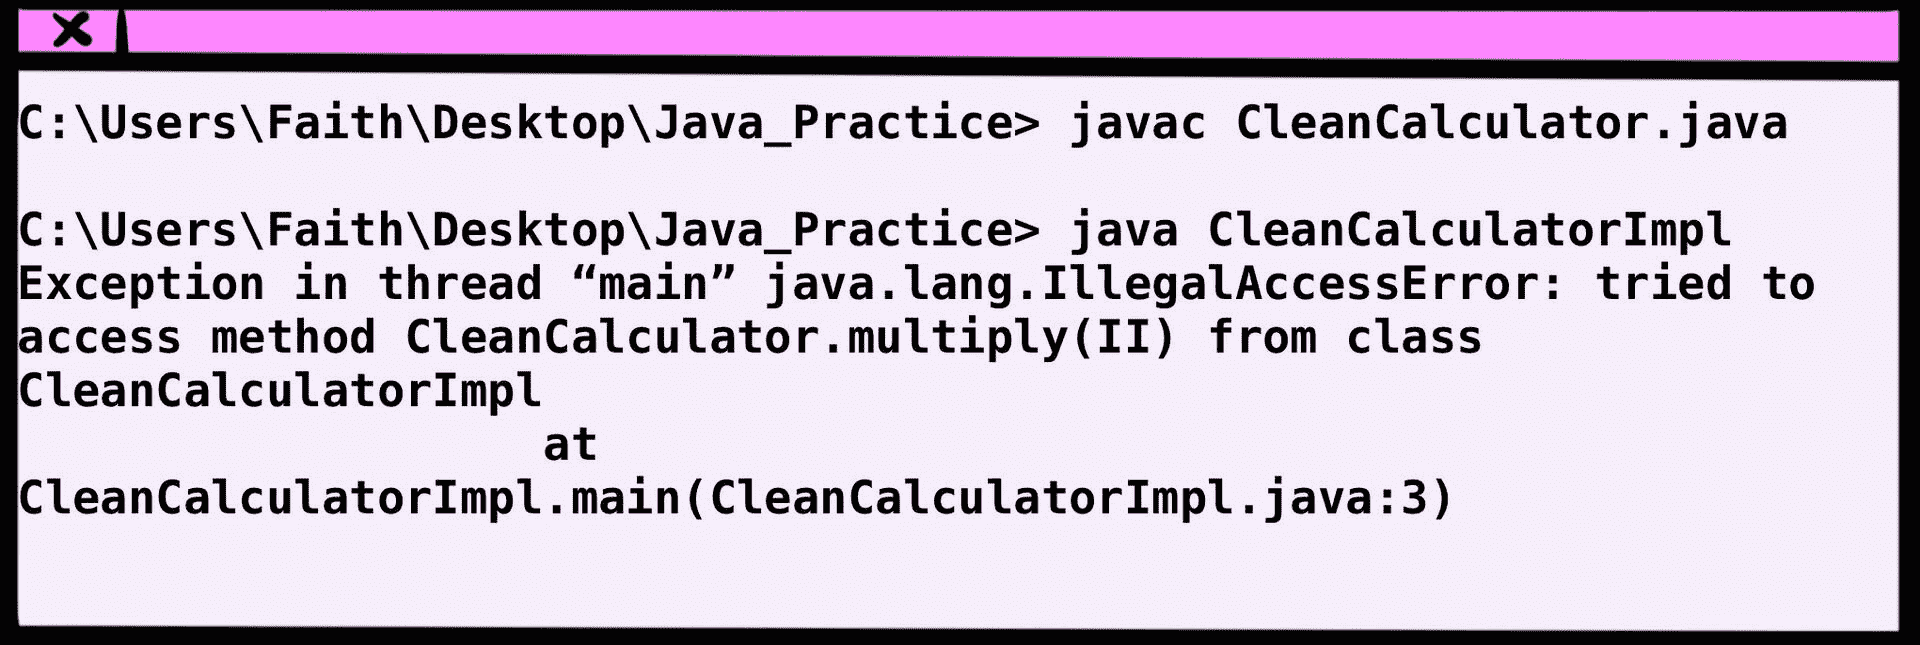 C:\Users\Faith\Desktop\Java_Practice> javac CleanCalculator.java
C:\Users\Faith\Desktop\Java_Practice> java CleanCalculatorImpl
Exception in thread “main” java.lang.IllegalAccessError: tried to
access method CleanCalculator.multiply(II) from class
CleanCalculatorImpl
at
CleanCalculatorImpl.main(CleanCalculatorImpl.java:3)